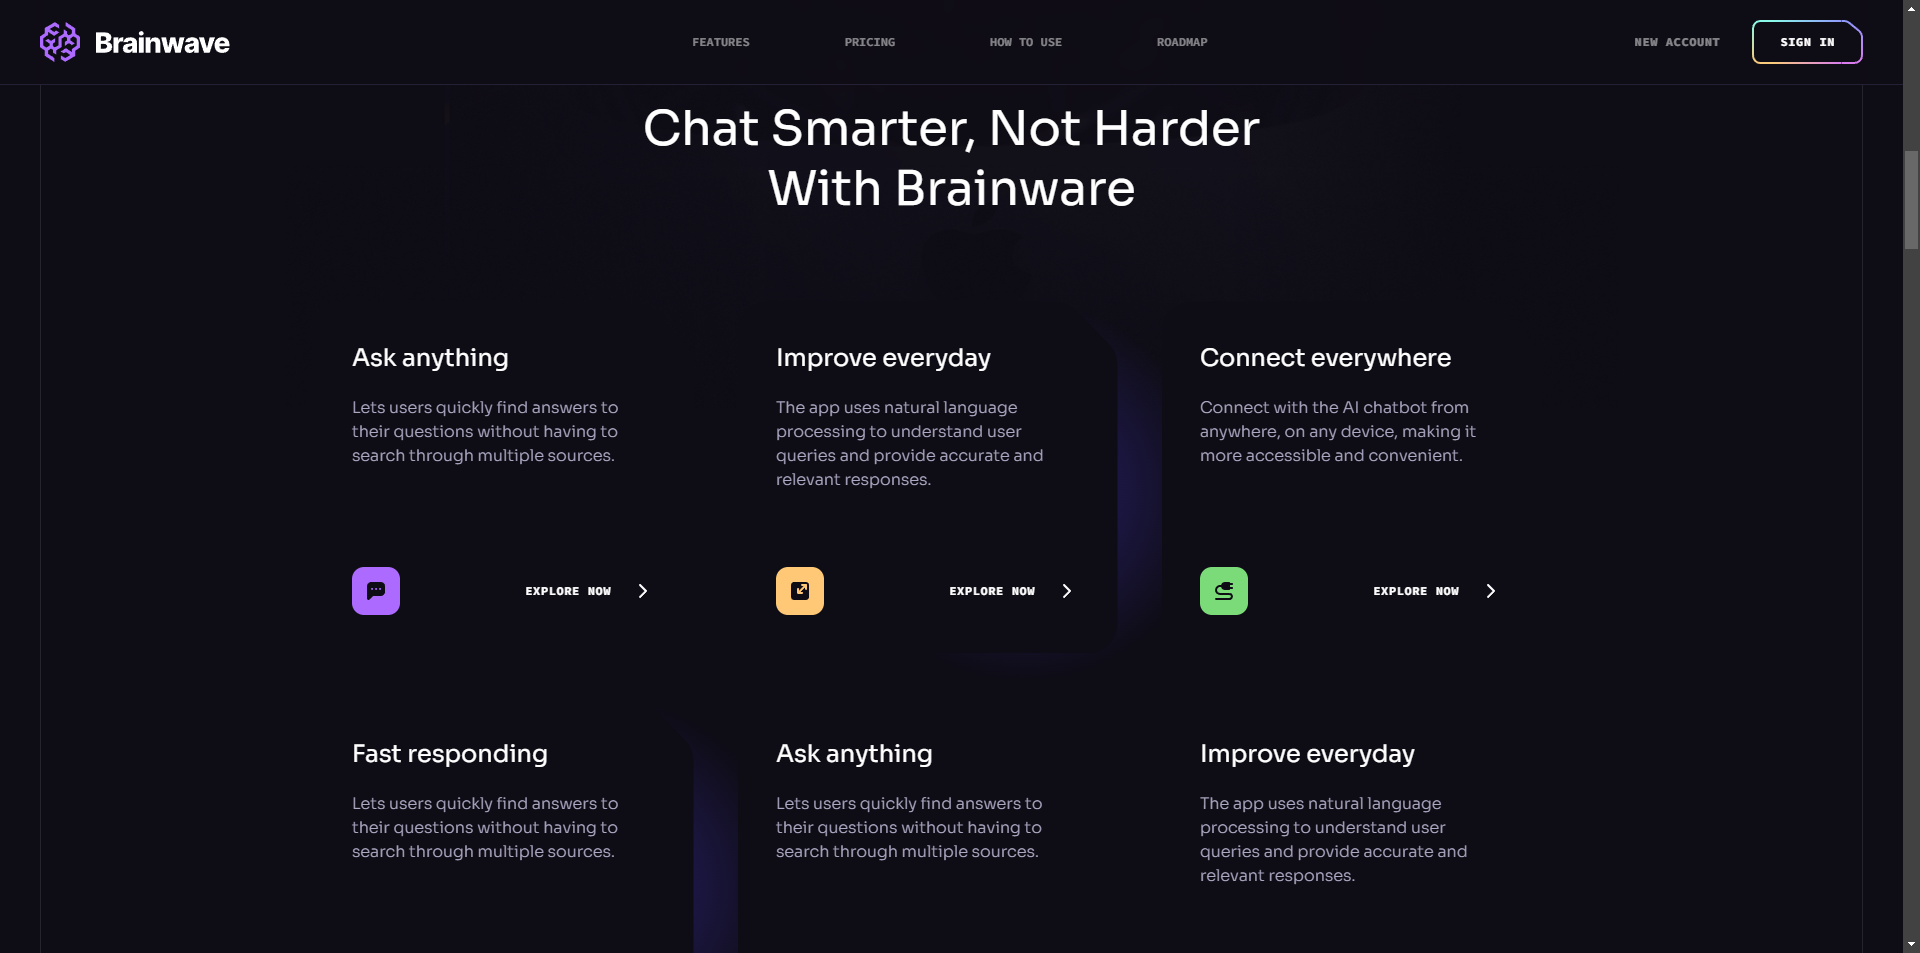 Brainwave
FEATURES
PRICING
HOW TO USE
ROADMAP
NEW ACCOUNT
SIGN IN
Chat Smarter, Not Harder
With Brainware
Ask anything
Lets users quickly find answers to
their questions without having to
search through multiple sources.
EXPLORE NOW
Improve everyday
The app uses natural language
processing to understand user
queries and provide accurate and
relevant responses.
EXPLORE NOW
Connect everywhere
Connect with the AI chatbot from
anywhere, on any device, making it
more accessible and convenient.
EXPLORE NOW
Fast responding
Lets users quickly find answers to
their questions without having to
search through multiple sources.
Ask anything
Lets users quickly find answers to
their questions without having to
search through multiple sources.
Improve everyday
The app uses natural language
processing to understand user
queries and provide accurate and
relevant responses.